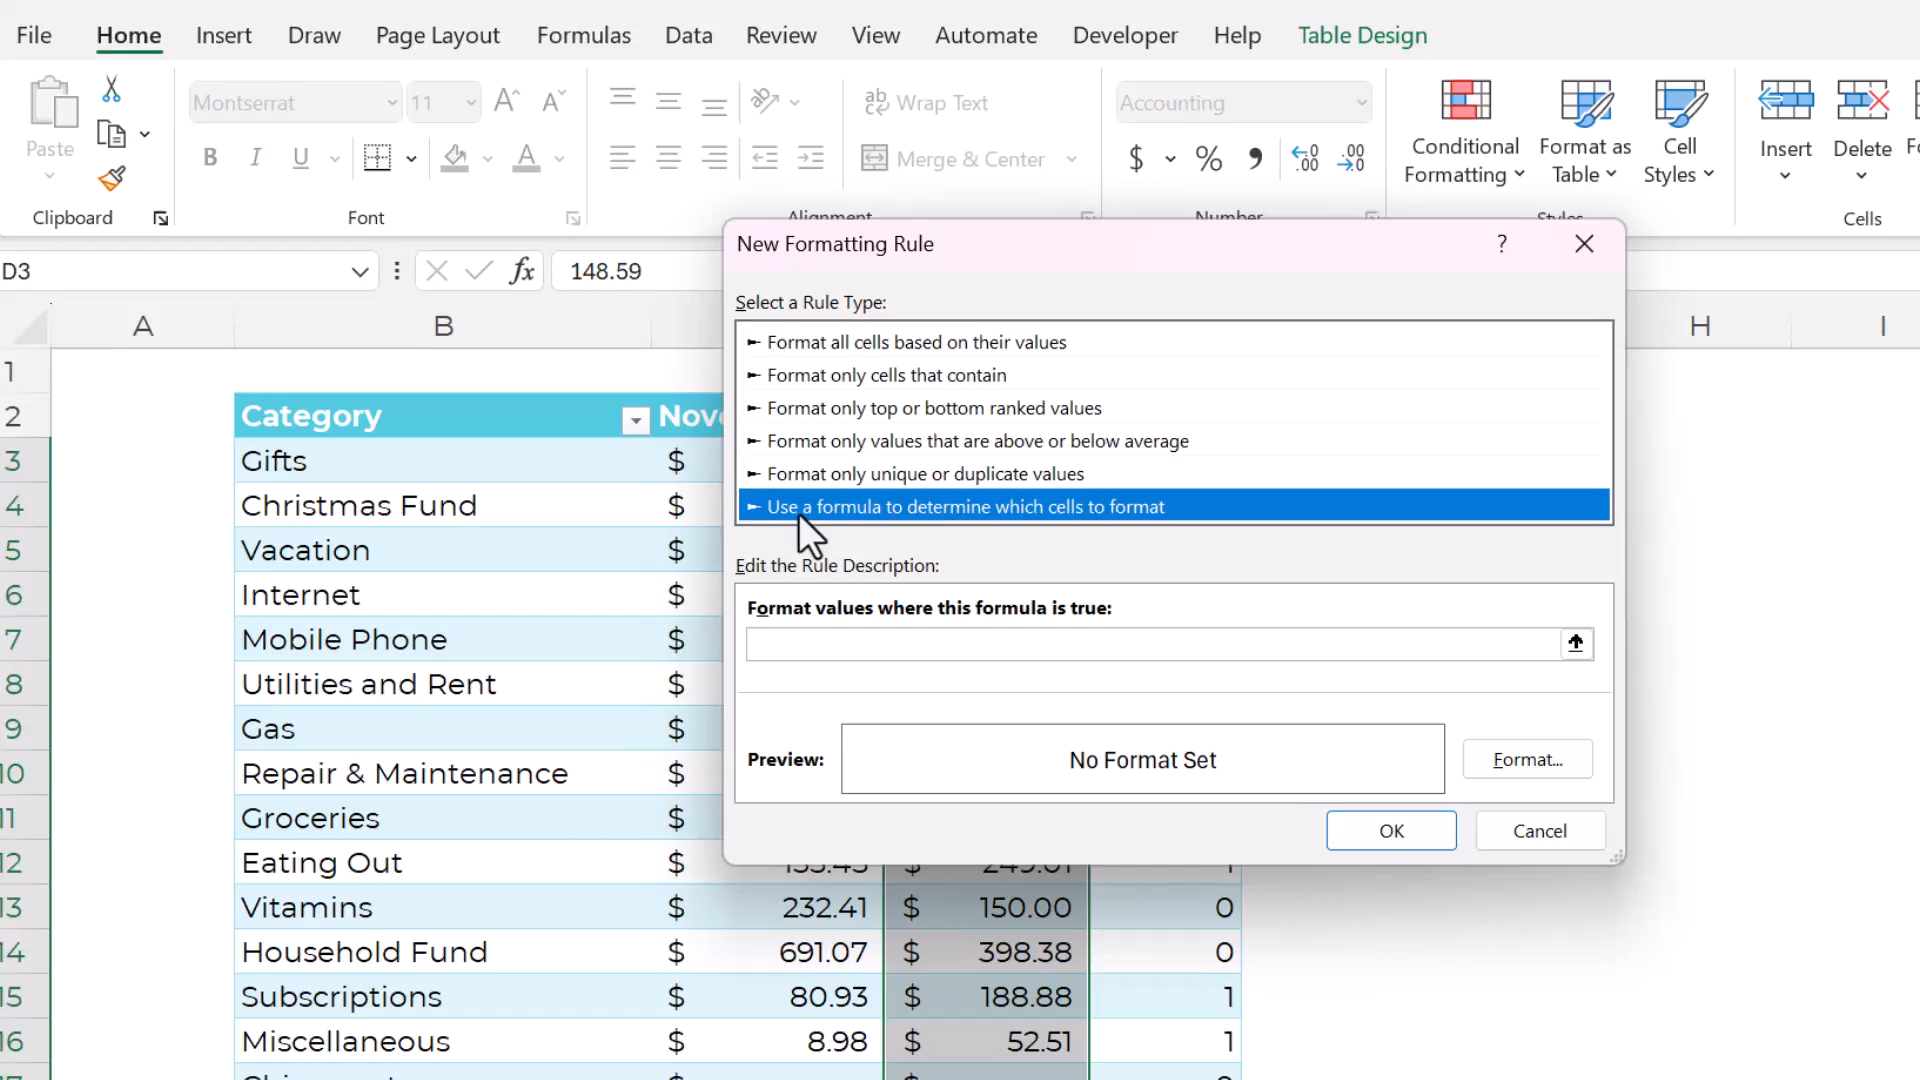 File Home Insert Draw Page Layout Formulas Data Review View Automate Developer Help Table Design
Paste
Montserrat 11
B I U
ab Wrap Text
Merge & Center
Accounting
$ % 9 .00
Conditional Formatting
Format as Table
Cell Styles
Insert
Delete
Clipboard Font Alignment Number Styles Cells
D3 fx 148.59
New Formatting Rule ?
Select a Rule Type:
► Format all cells based on their values
► Format only cells that contain
► Format only top or bottom ranked values
► Format only values that are above or below average
► Format only unique or duplicate values
► Use a formula to determine which cells to format
Edit the Rule Description:
Format values where this formula is true:
Preview: No Format Set Format...
OK Cancel
A B H I
1
2 Category
3 Gifts $
4 Christmas Fund $
5 Vacation $
6 Internet $
7 Mobile Phone $
8 Utilities and Rent $
9 Gas $
10 Repair & Maintenance $
11 Groceries $
12 Eating Out $
13 Vitamins $ 232.41 $ 150.00 0
14 Household Fund $ 691.07 $ 398.38 0
15 Subscriptions $ 80.93 $ 188.88 1
16 Miscellaneous $ 8.98 $ 52.51 1